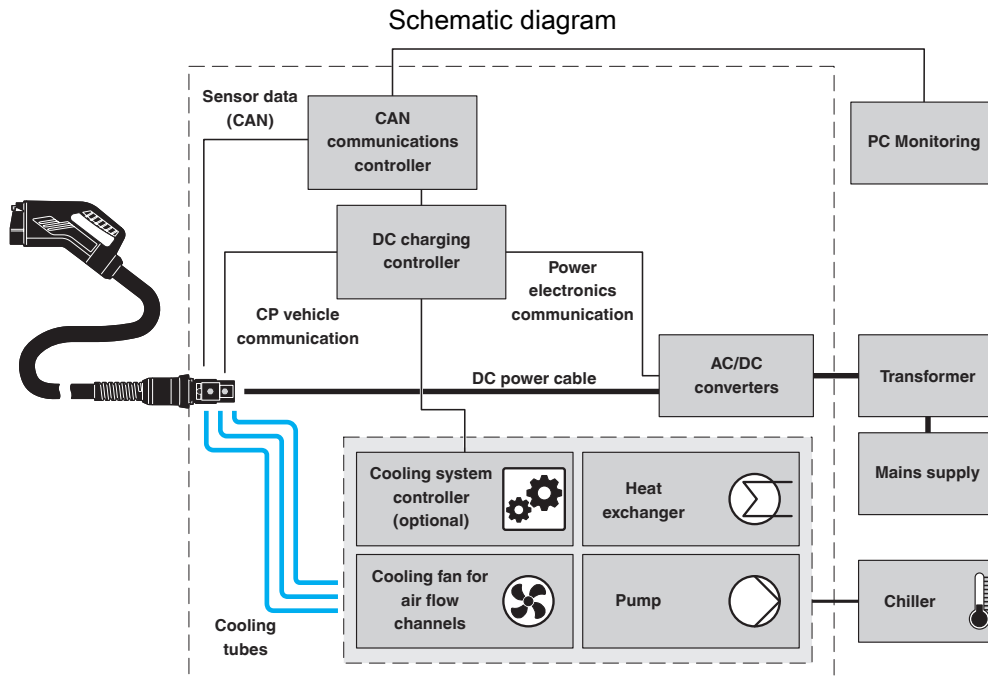 Schematic diagram
Sensor data
(CAN)
CAN
communications
controller
PC Monitoring
DC charging
controller
Power
electronics
communication
CP vehicle
communication
AC/DC
converters
Transformer
DC power cable
Mains supply
Cooling system
controller
(optional)
Heat
exchanger
Cooling fan for
air flow
channels
Pump
Chiller
Cooling
tubes